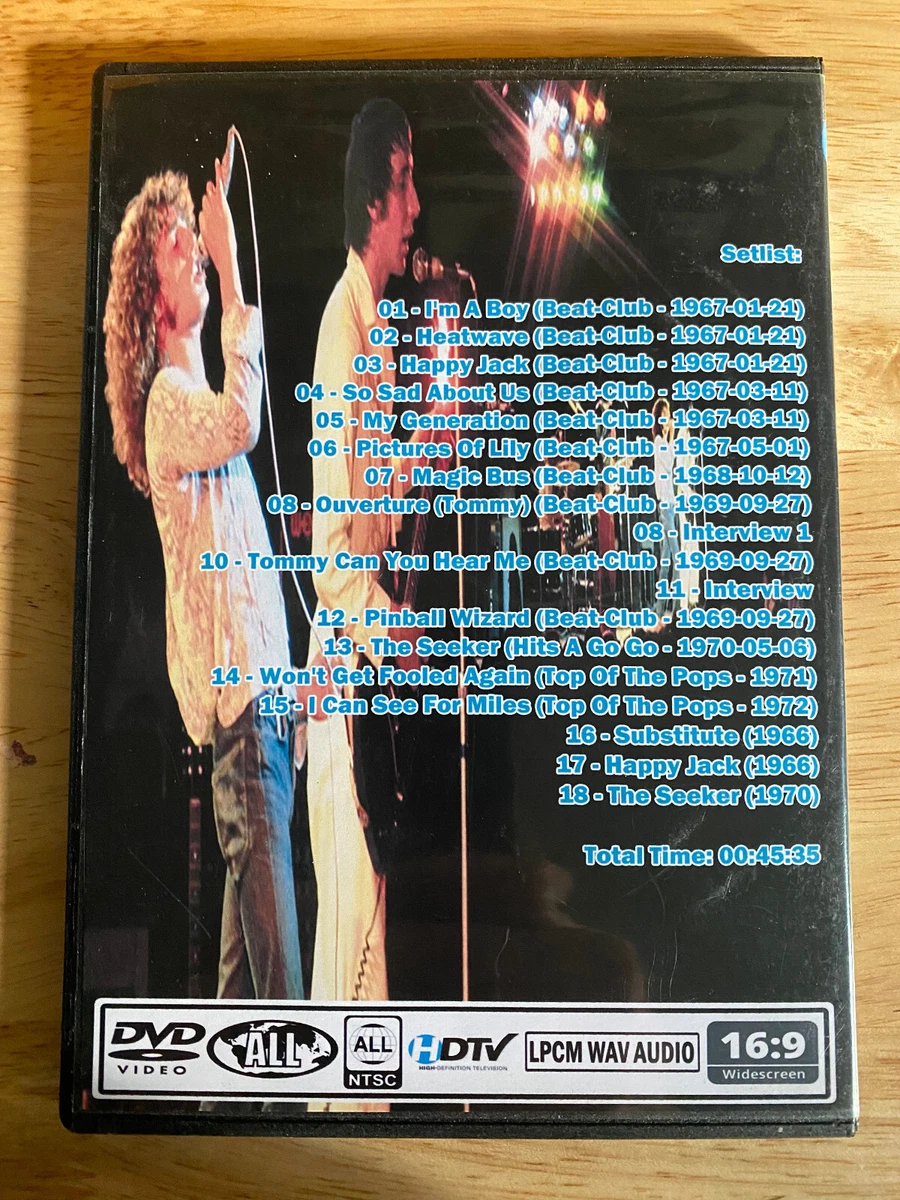 Setlist:
01 - I'm A Boy (Beat-Club - 1967-01-21)
02 - Heatwave (Beat-Club - 1967-01-21)
03 - Happy Jack (Beat-Club - 1967-01-21)
04 - So Sad About Us (Beat-Club - 1967-03-11)
05 - My Generation (Beat-Club - 1967-03-11)
06 - Pictures Of Lily (Beat-Club - 1967-05-01)
07 - Magic Bus (Beat-Club - 1968-10-12)
08 - Ouverture (Tommy) (Beat-Club - 1969-09-27)
08 - Interview 1
10 - Tommy Can You Hear Me (Beat-Club - 1969-09-27)
11 - Interview
12 - Pinball Wizard (Beat-Club - 1969-09-27)
13 - The Seeker (Hits A Go Go - 1970-05-06)
14 - Won't Get Fooled Again (Top Of The Pops - 1971)
15 - I Can See For Miles (Top Of The Pops - 1972)
16 - Substitute (1966)
17 - Happy Jack (1966)
18 - The Seeker (1970)
Total Time: 00:45:35
DVD VIDEO
ALL
ALL NTSC
HDTV
HIGH-DEFINITION TELEVISION
LPCM WAV AUDIO
16:9
Widescreen